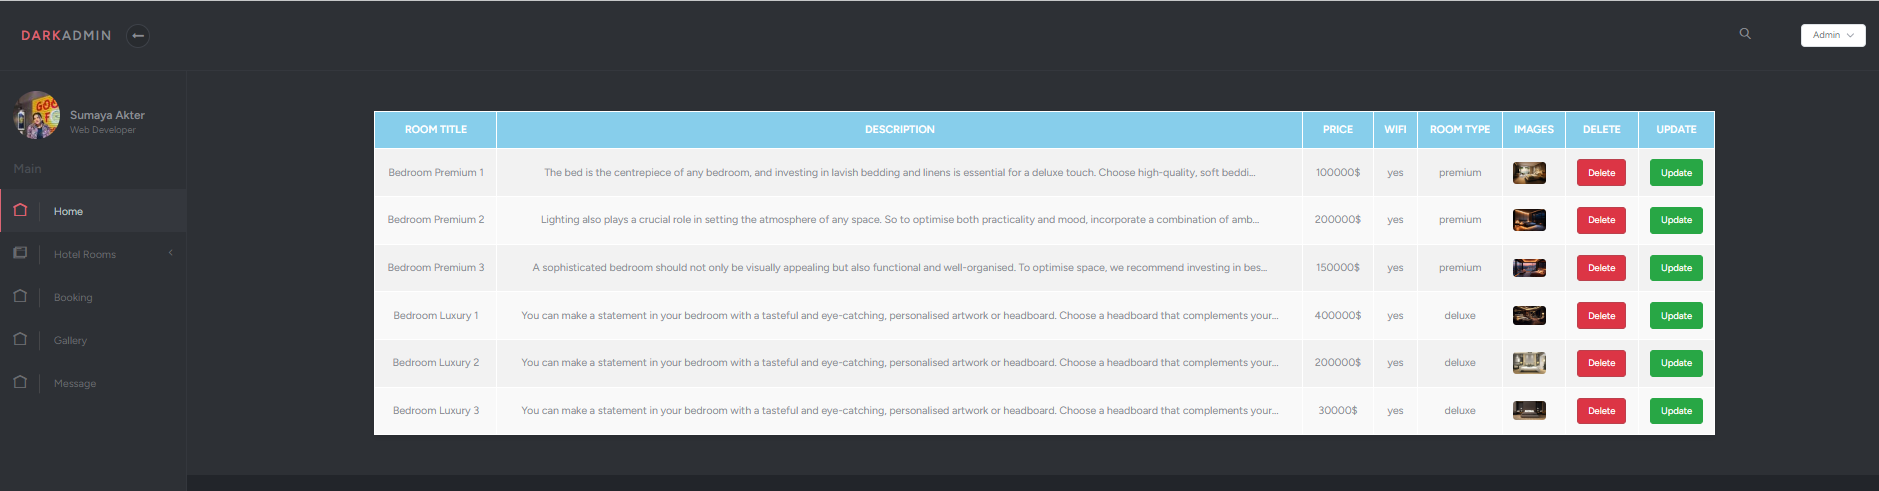 DARKADMIN
Admin
Sumaya Akter
Web Developer
Main
Home
Hotel Rooms
Booking
Gallery
Message
ROOM TITLE DESCRIPTION PRICE WIFI ROOM TYPE IMAGES DELETE UPDATE
Bedroom Premium 1 The bed is the centrepiece of any bedroom, and investing in lavish bedding and linens is essential for a deluxe touch. Choose high-quality, soft beddi... 100000$ yes premium Delete Update
Bedroom Premium 2 Lighting also plays a crucial role in setting the atmosphere of any space. So to optimise both practicality and mood, incorporate a combination of amb... 200000$ yes premium Delete Update
Bedroom Premium 3 A sophisticated bedroom should not only be visually appealing but also functional and well-organised. To optimise space, we recommend investing in bes... 150000$ yes premium Delete Update
Bedroom Luxury 1 You can make a statement in your bedroom with a tasteful and eye-catching, personalised artwork or headboard. Choose a headboard that complements your... 400000$ yes deluxe Delete Update
Bedroom Luxury 2 You can make a statement in your bedroom with a tasteful and eye-catching, personalised artwork or headboard. Choose a headboard that complements your... 200000$ yes deluxe Delete Update
Bedroom Luxury 3 You can make a statement in your bedroom with a tasteful and eye-catching, personalised artwork or headboard. Choose a headboard that complements your... 30000$ yes deluxe Delete Update